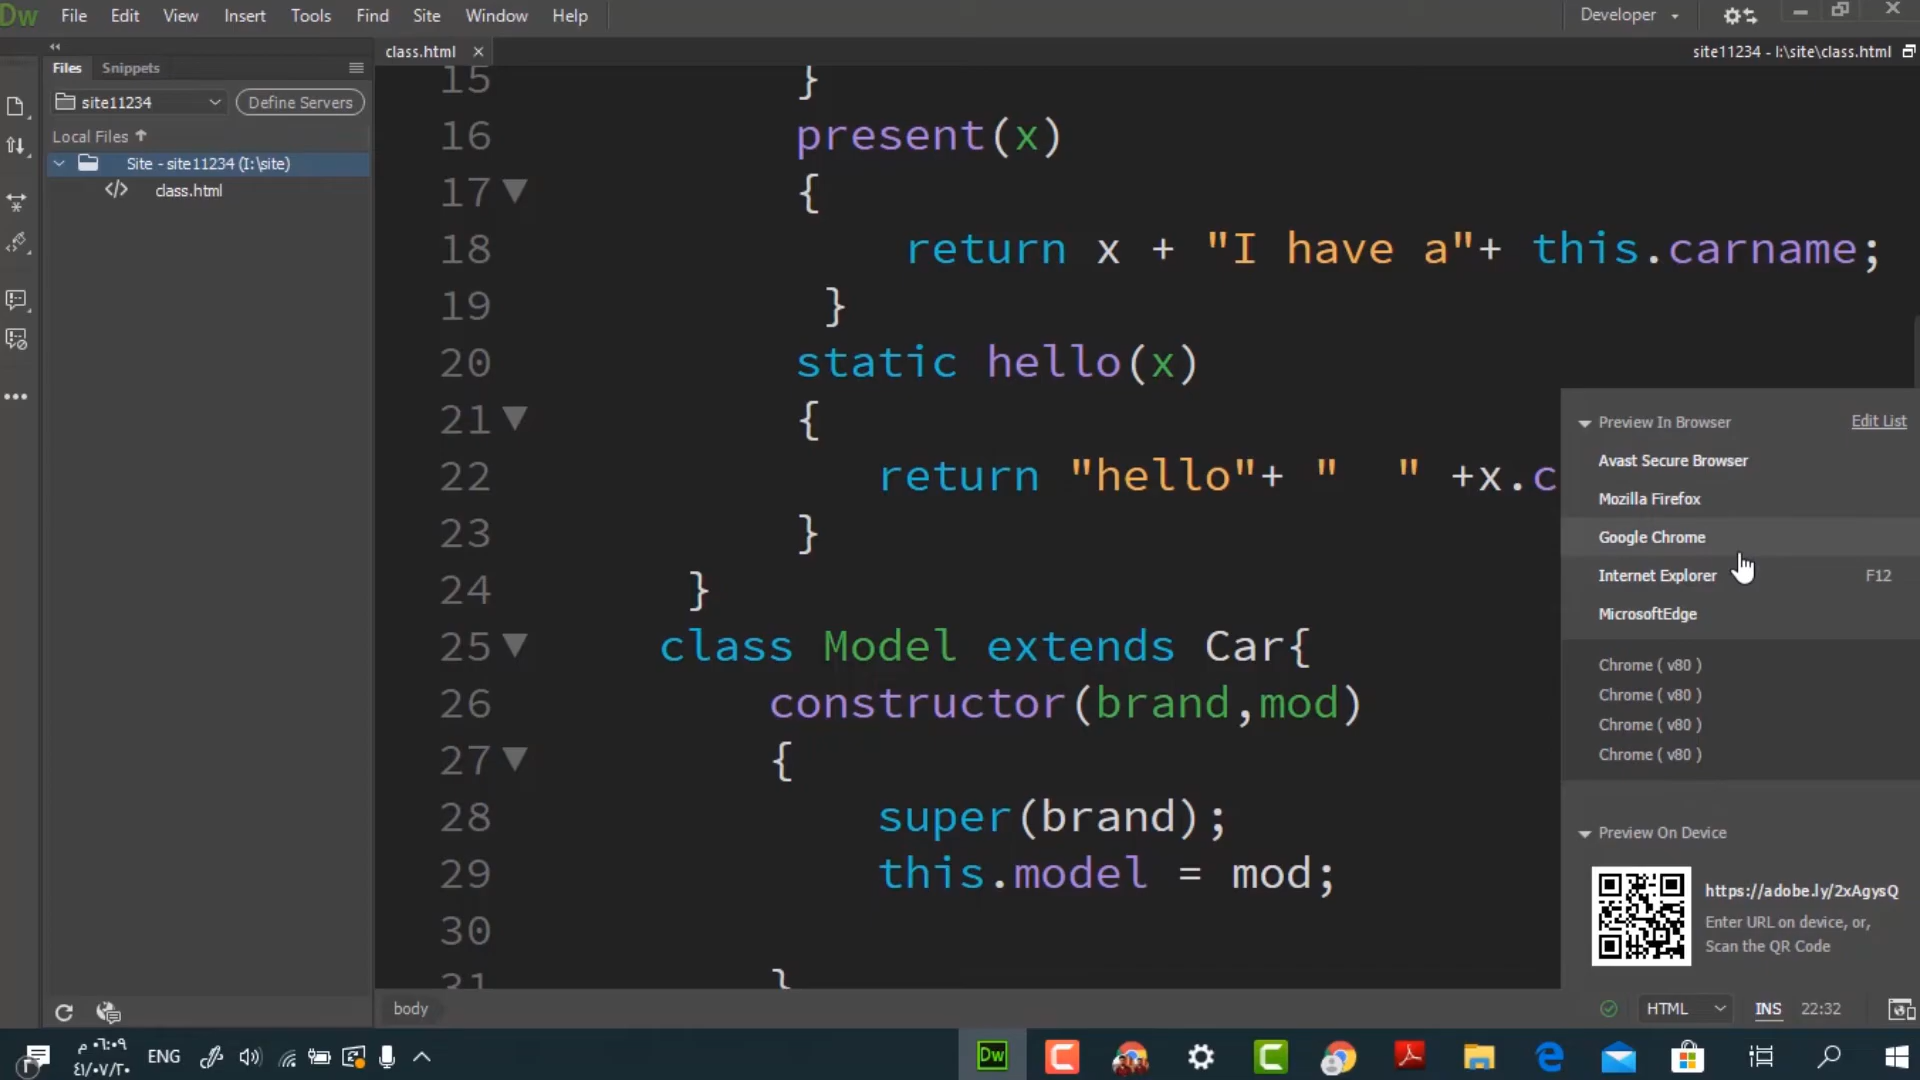 Dw File Edit View Insert Tools Find Site Window Help Developer
class.html site11234 - I:\site\class.html
Files Snippets
site11234 Define Servers
Local Files
Site - site11234 (I:\site)
class.html
15 }
16 present(x)
17 {
18 return x + "I have a"+ this.carname;
19 }
20 static hello(x)
21 {
22 return "hello"+ "  " +x.c
23 }
24 }
25 class Model extends Car{
26 constructor(brand,mod)
27 {
28 super(brand);
29 this.model = mod;
30
31 }
Preview In Browser Edit List
Avast Secure Browser
Mozilla Firefox
Google Chrome
Internet Explorer F12
MicrosoftEdge
Chrome ( v80 )
Chrome ( v80 )
Chrome ( v80 )
Chrome ( v80 )
Preview On Device
https://adobe.ly/2xAgysQ
Enter URL on device, or,
Scan the QR Code
body HTML INS 22:32
٠٦:٠٩ م
ENG
Dw